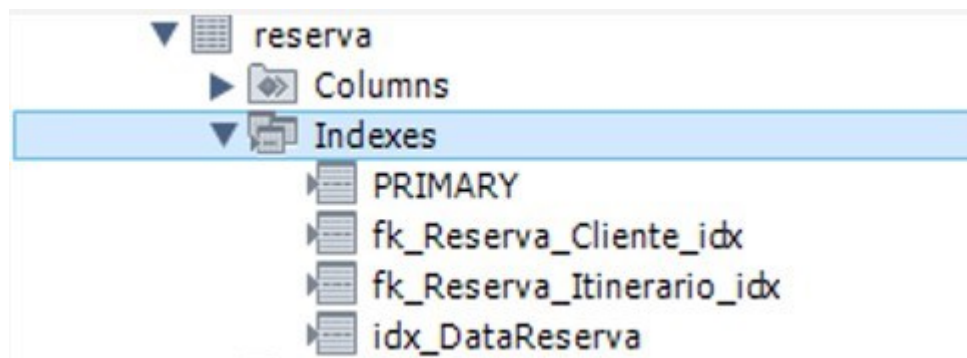 reserva
Columns
Indexes
PRIMARY
fk_Reserva_Cliente_idx
fk_Reserva_Itinerario_idx
idx_DataReserva